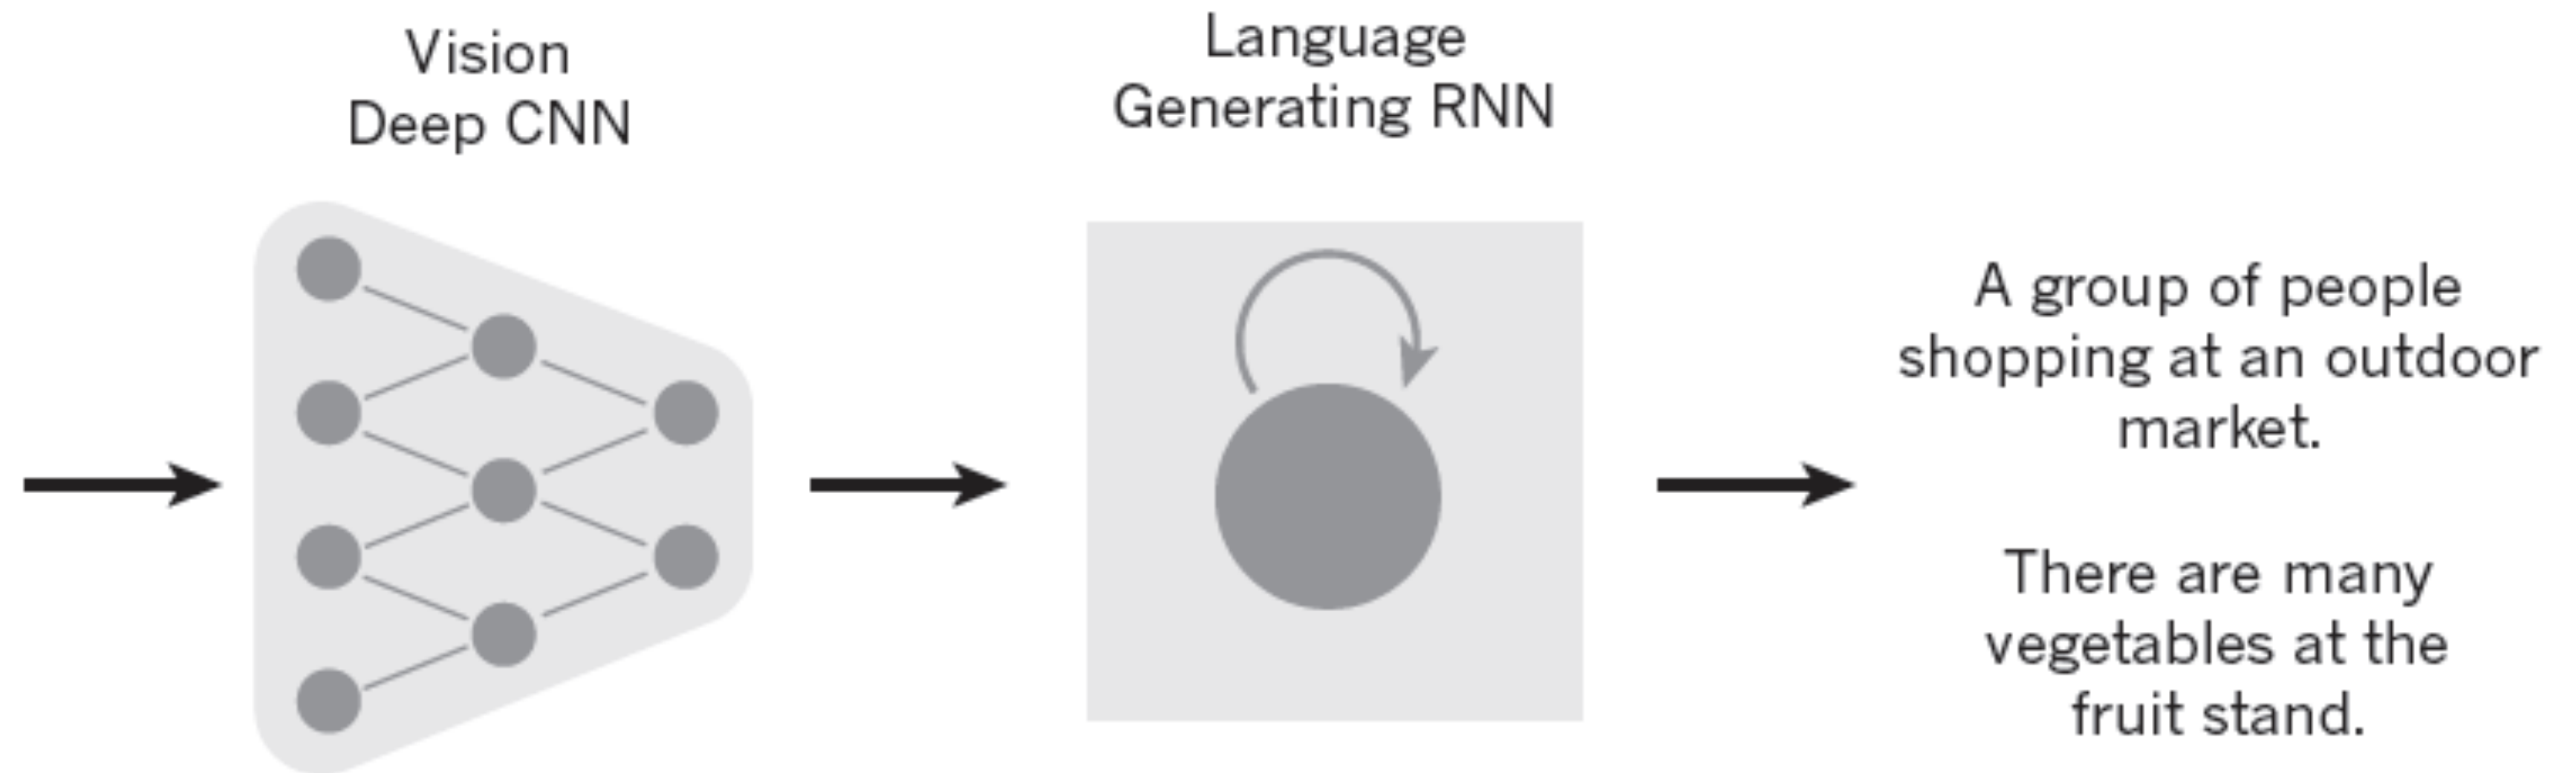 Vision
Deep CNN
Language
Generating RNN
A group of people
shopping at an outdoor
market.
There are many
vegetables at the
fruit stand.